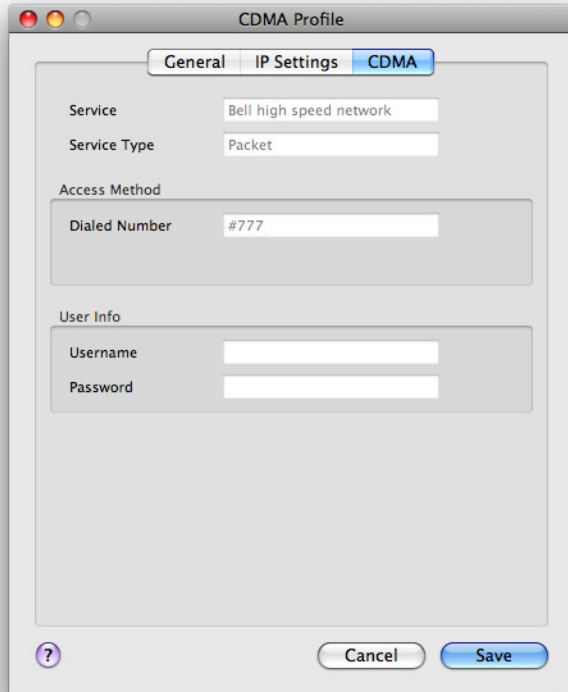 CDMA Profile
General IP Settings CDMA
Service Bell high speed network
Service Type Packet
Access Method
Dialed Number #777
User Info
Username
Password
?
Cancel Save